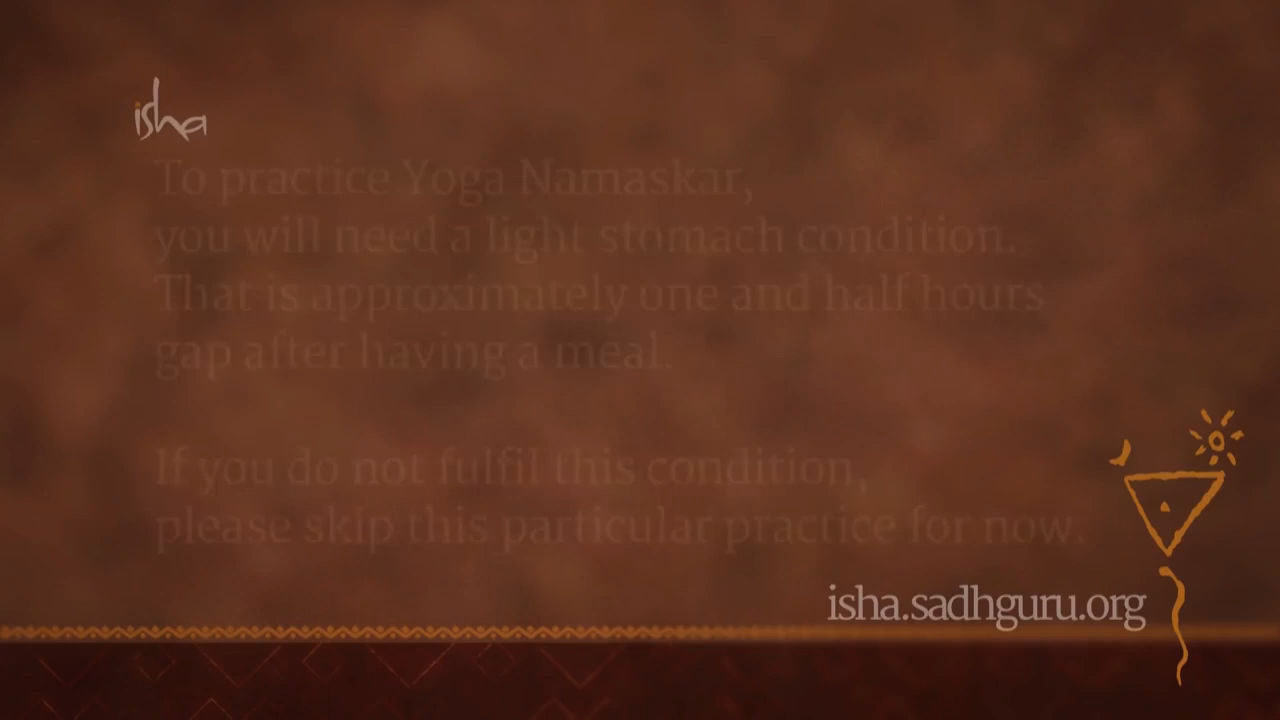 isha
To practice Yoga Namaskar,
you will need a light stomach condition.
That is approximately one and half hours
gap after having a meal.
If you do not fulfil this condition,
please skip this particular practice for now.
isha.sadhguru.org